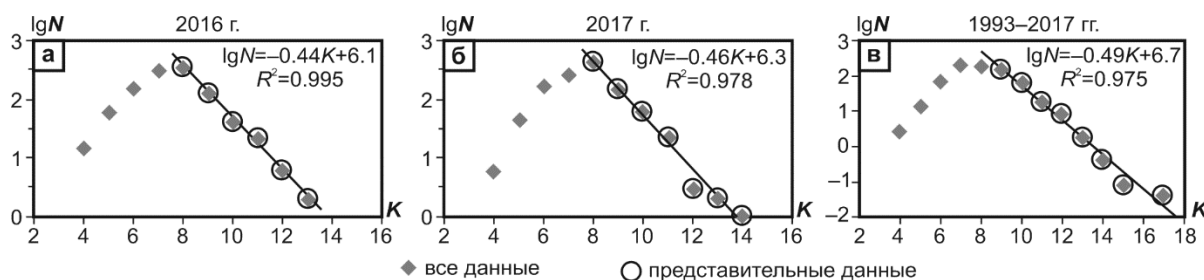 lgN 2016 г.
3
2
1
0
а
lgN=–0.44K+6.1
R²=0.995
K
2 4 6 8 10 12 14 16
lgN 2017 г.
3
2
1
0
б
lgN=–0.46K+6.3
R²=0.978
K
2 4 6 8 10 12 14 16
lgN 1993–2017 гг.
3
2
1
0
–1
–2
в
lgN=–0.49K+6.7
R²=0.975
K
2 4 6 8 10 12 14 16 18
все данные
представительные данные